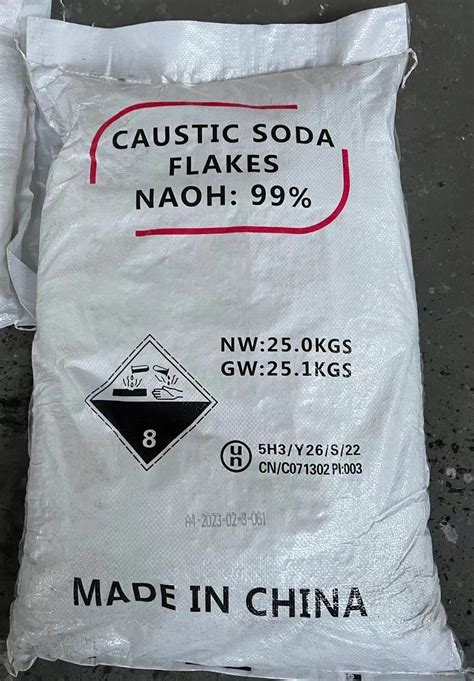 CAUSTIC SODA
FLAKES
NAOH: 99%
NW:25.0KGS
GW:25.1KGS
8
un
5H3/Y26/S/22
CN/C071302 PI:003
MADE IN CHINA